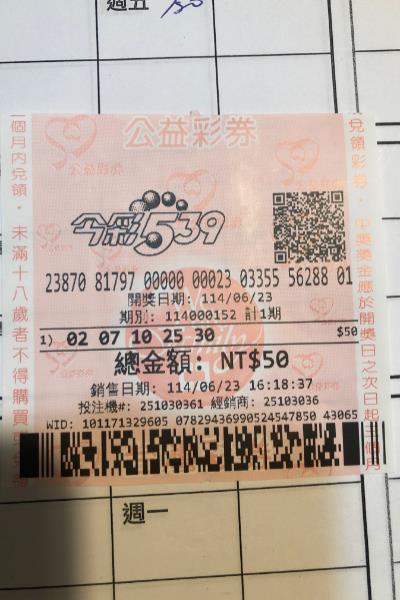 週五
公益彩券
今彩539
23870 81797 00000 00023 03355 56288 01
開獎日期: 114/06/23
期別: 114000152 計1期
1) 02 07 10 25 30 $50
總金額: NT$50
銷售日期: 114/06/23 16:18:37
投注機#: 251030361 經銷商: 25103036
WID: 101171329605 07829436990524547850 43065
一個月內兌領。未滿十八歲者不得購買
兌領彩券。中獎獎金應於開獎日之次日起三個月
週一